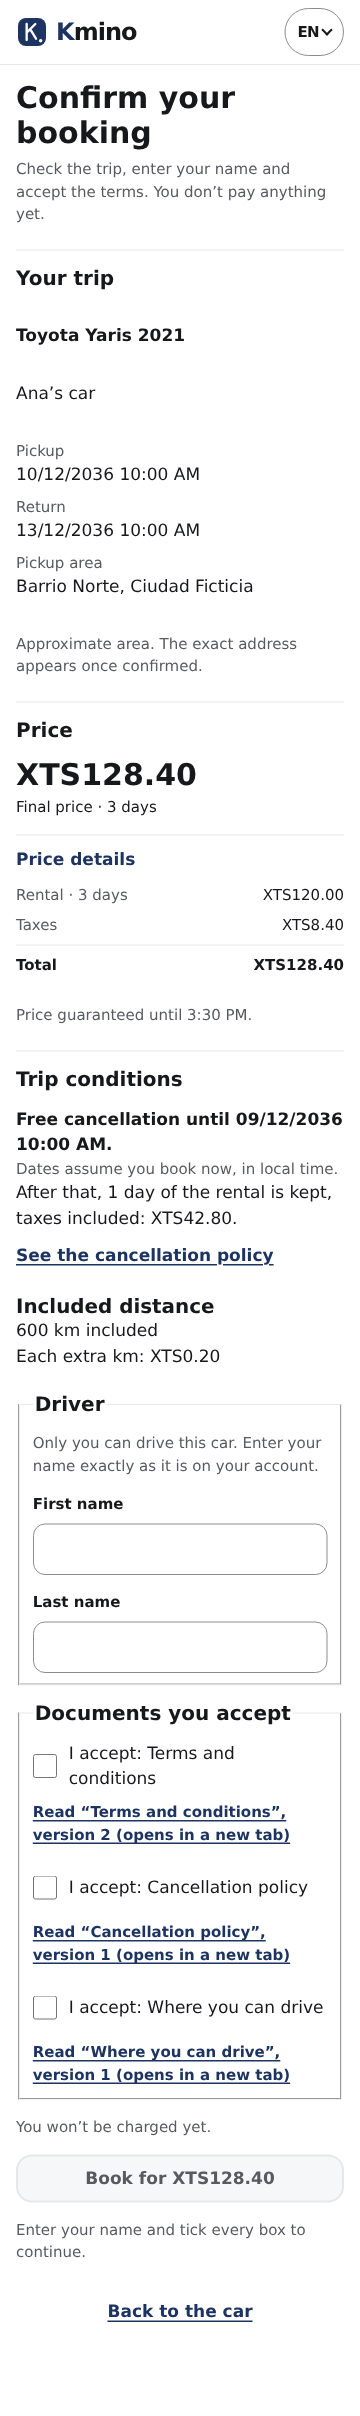 K. Kmino
EN
Confirm your
booking
Check the trip, enter your name and
accept the terms. You don’t pay anything
yet.
Your trip
Toyota Yaris 2021
Ana’s car
Pickup
10/12/2036 10:00 AM
Return
13/12/2036 10:00 AM
Pickup area
Barrio Norte, Ciudad Ficticia
Approximate area. The exact address
appears once confirmed.
Price
XTS128.40
Final price · 3 days
Price details
Rental · 3 days XTS120.00
Taxes XTS8.40
Total XTS128.40
Price guaranteed until 3:30 PM.
Trip conditions
Free cancellation until 09/12/2036
10:00 AM.
Dates assume you book now, in local time.
After that, 1 day of the rental is kept,
taxes included: XTS42.80.
See the cancellation policy
Included distance
600 km included
Each extra km: XTS0.20
Driver
Only you can drive this car. Enter your
name exactly as it is on your account.
First name
Last name
Documents you accept
I accept: Terms and
conditions
Read “Terms and conditions”,
version 2 (opens in a new tab)
I accept: Cancellation policy
Read “Cancellation policy”,
version 1 (opens in a new tab)
I accept: Where you can drive
Read “Where you can drive”,
version 1 (opens in a new tab)
You won’t be charged yet.
Book for XTS128.40
Enter your name and tick every box to
continue.
Back to the car